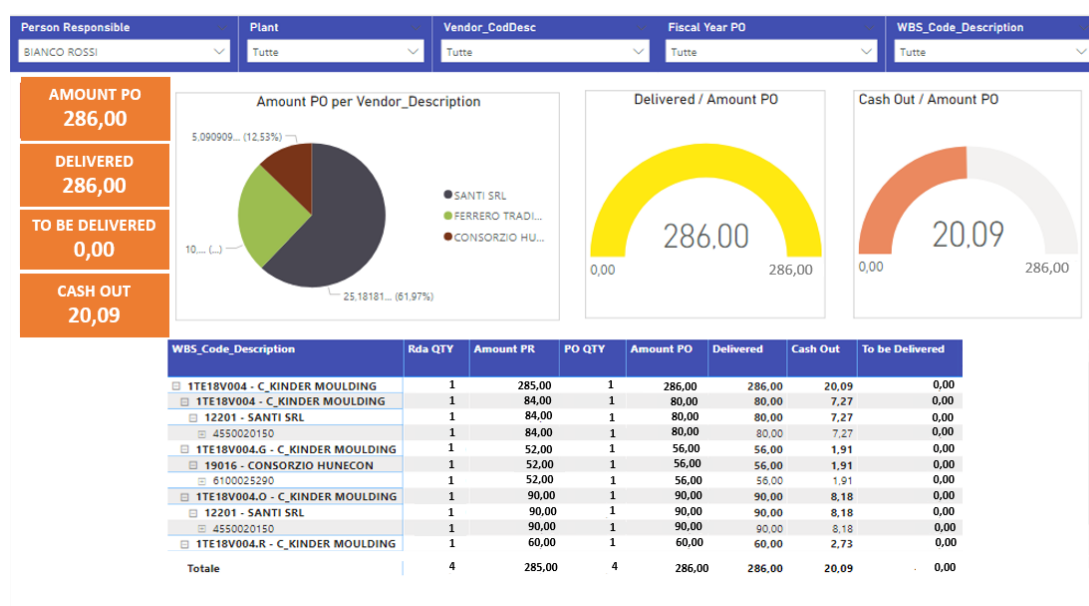 Person Responsible Plant Vendor_CodDesc Fiscal Year PO WBS_Code_Description
BIANCO ROSSI Tutte Tutte Tutte Tutte
AMOUNT PO
286,00
DELIVERED
286,00
TO BE DELIVERED
0,00
CASH OUT
20,09
Amount PO per Vendor_Description
5,090909... (12,53%)
10,... (...)
25,18181... (61,97%)
SANTI SRL
FERRERO TRADI...
CONSORZIO HU...
Delivered / Amount PO
286,00
0,00 286,00
Cash Out / Amount PO
20,09
0,00 286,00
WBS_Code_Description Rda QTY Amount PR PO QTY Amount PO Delivered Cash Out To be Delivered
1TE18V004 - C_KINDER MOULDING 1 285,00 1 286,00 286,00 20,09 0,00
1TE18V004 - C_KINDER MOULDING 1 84,00 1 80,00 80,00 7,27 0,00
12201 - SANTI SRL 1 84,00 1 80,00 80,00 7,27 0,00
4550020150 1 84,00 1 80,00 80,00 7,27 0,00
1TE18V004.G - C_KINDER MOULDING 1 52,00 1 56,00 56,00 1,91 0,00
19016 - CONSORZIO HUNECON 1 52,00 1 56,00 56,00 1,91 0,00
6100025290 1 52,00 1 56,00 56,00 1,91 0,00
1TE18V004.O - C_KINDER MOULDING 1 90,00 1 90,00 90,00 8,18 0,00
12201 - SANTI SRL 1 90,00 1 90,00 90,00 8,18 0,00
4550020150 1 90,00 1 90,00 90,00 8,18 0,00
1TE18V004.R - C_KINDER MOULDING 1 60,00 1 60,00 60,00 2,73 0,00
Totale 4 285,00 4 286,00 286,00 20,09 0,00